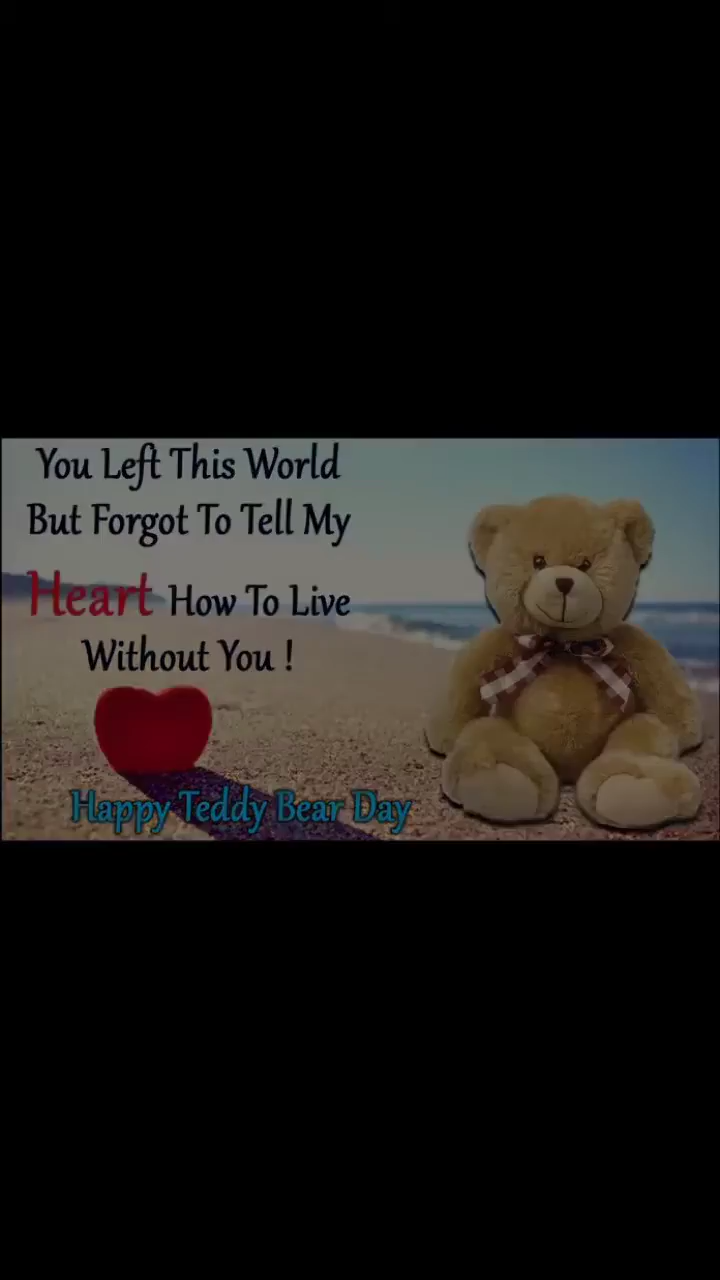 You Left This World
But Forgot To Tell My
Heart How To Live
Without You !
Happy Teddy Bear Day